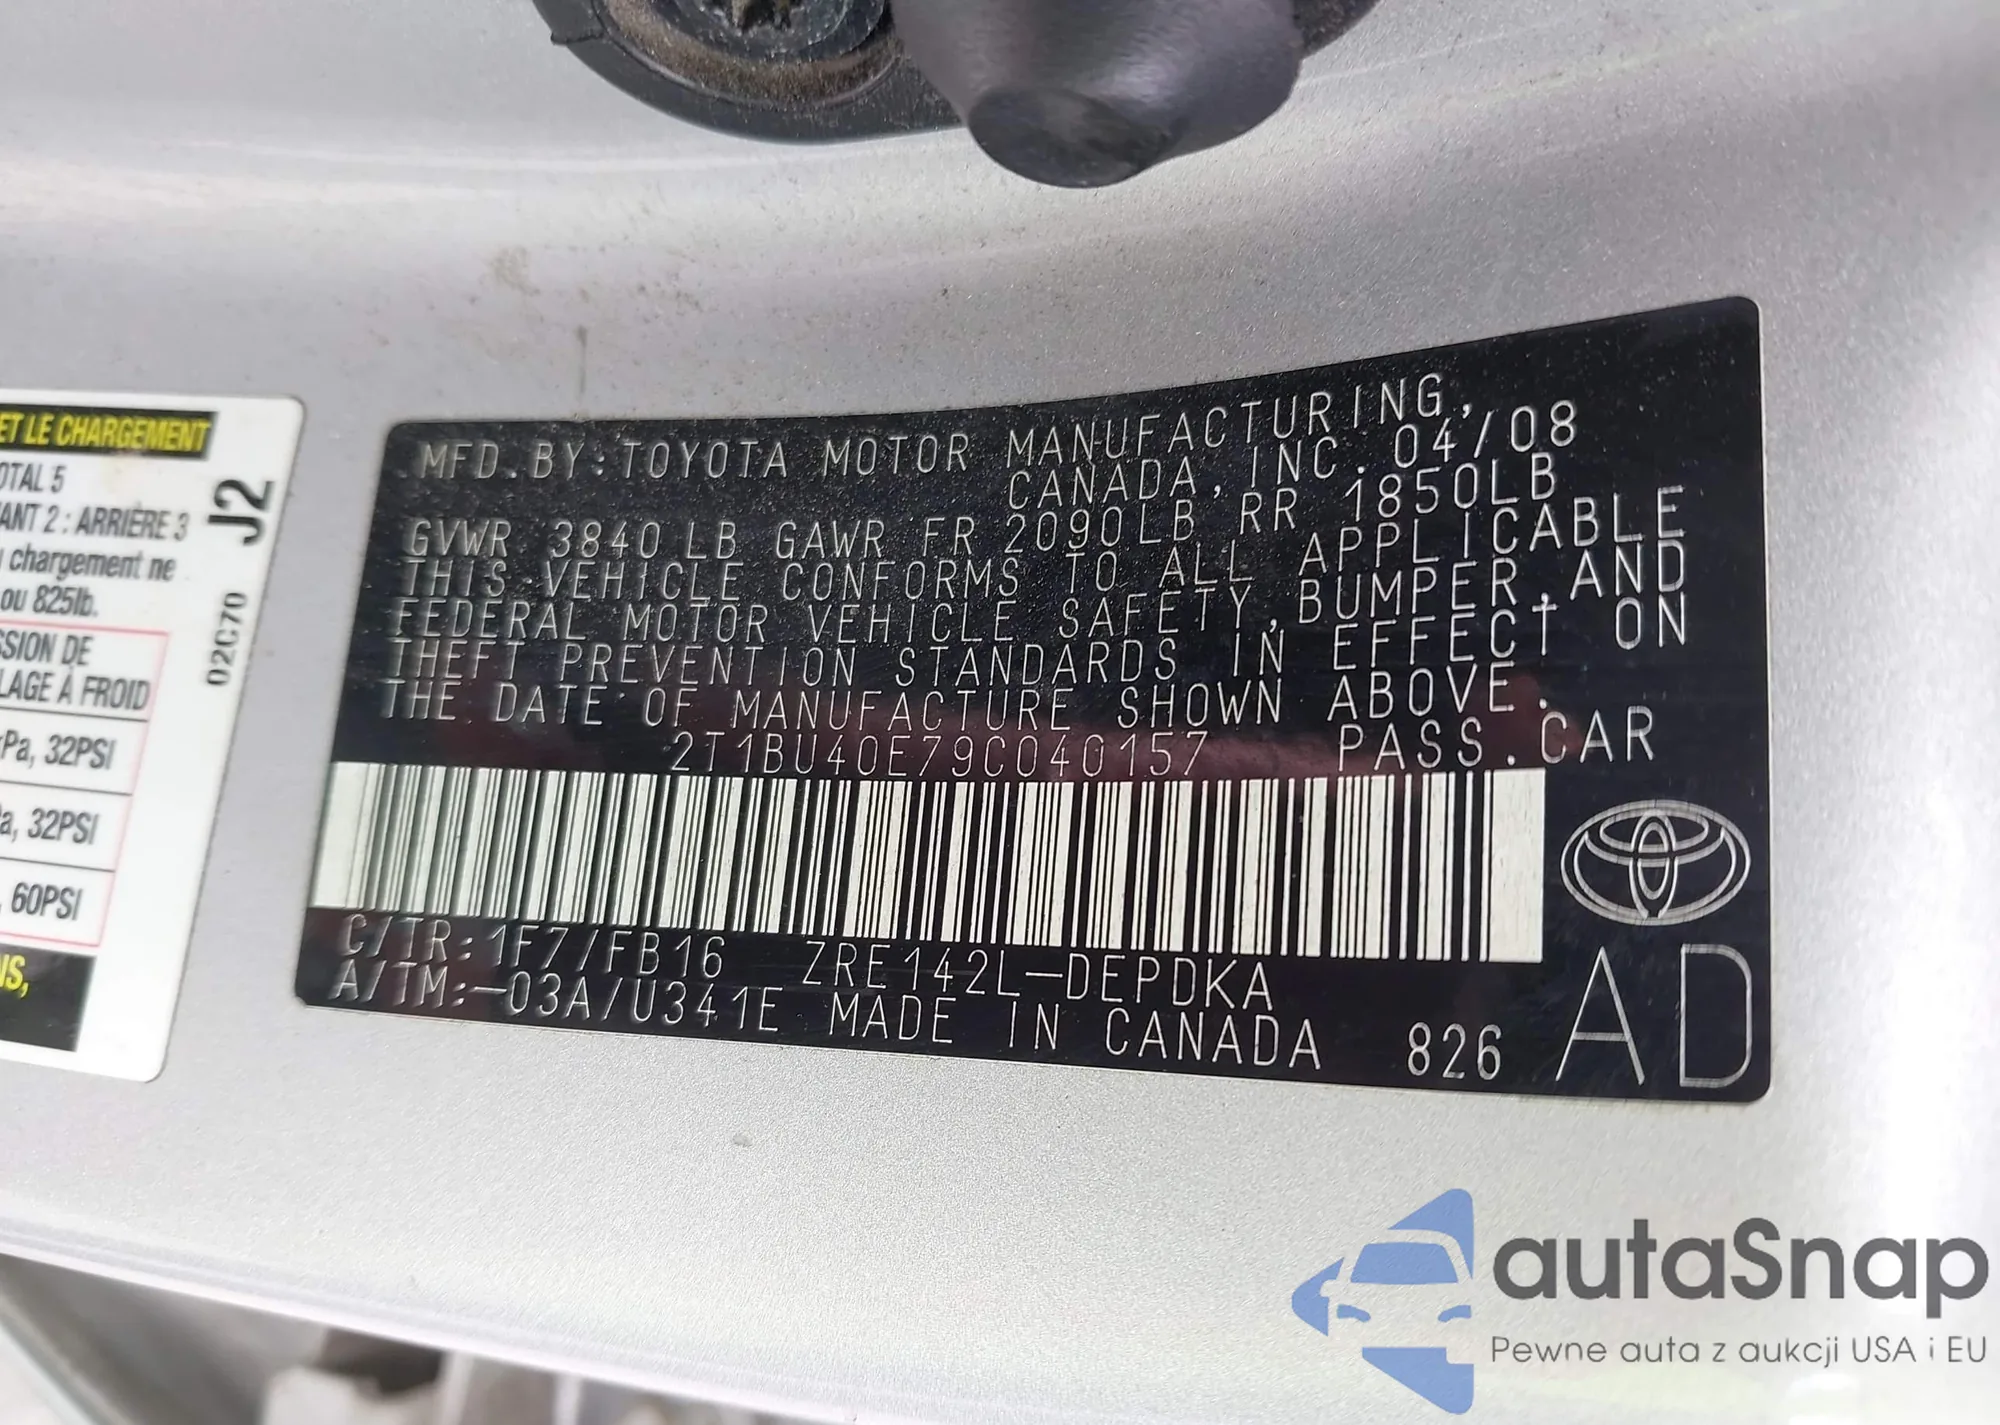 ET LE CHARGEMENT
OTAL 5
ANT 2 : ARRIÈRE 3
chargement ne
ou 825lb.
SSION DE
LAGE À FROID
Pa, 32PSI
a, 32PSI
, 60PSI
NS,
J2
02C70
MFD. BY: TOYOTA MOTOR MANUFACTURING,
CANADA, INC. 04/08
GVWR 3840 LB GAWR FR 2090LB RR 1850LB
THIS VEHICLE CONFORMS TO ALL APPLICABLE
FEDERAL MOTOR VEHICLE SAFETY, BUMPER, AND
THEFT PREVENTION STANDARDS IN EFFECT ON
THE DATE OF MANUFACTURE SHOWN ABOVE.
2T1BU40E79C040157 PASS. CAR
C/TR: 1F7/FB16 ZRE142L-DEPDKA
A/TM: -03A/U341E MADE IN CANADA 826
AD
autaSnap
Pewne auta z aukcji USA i EU